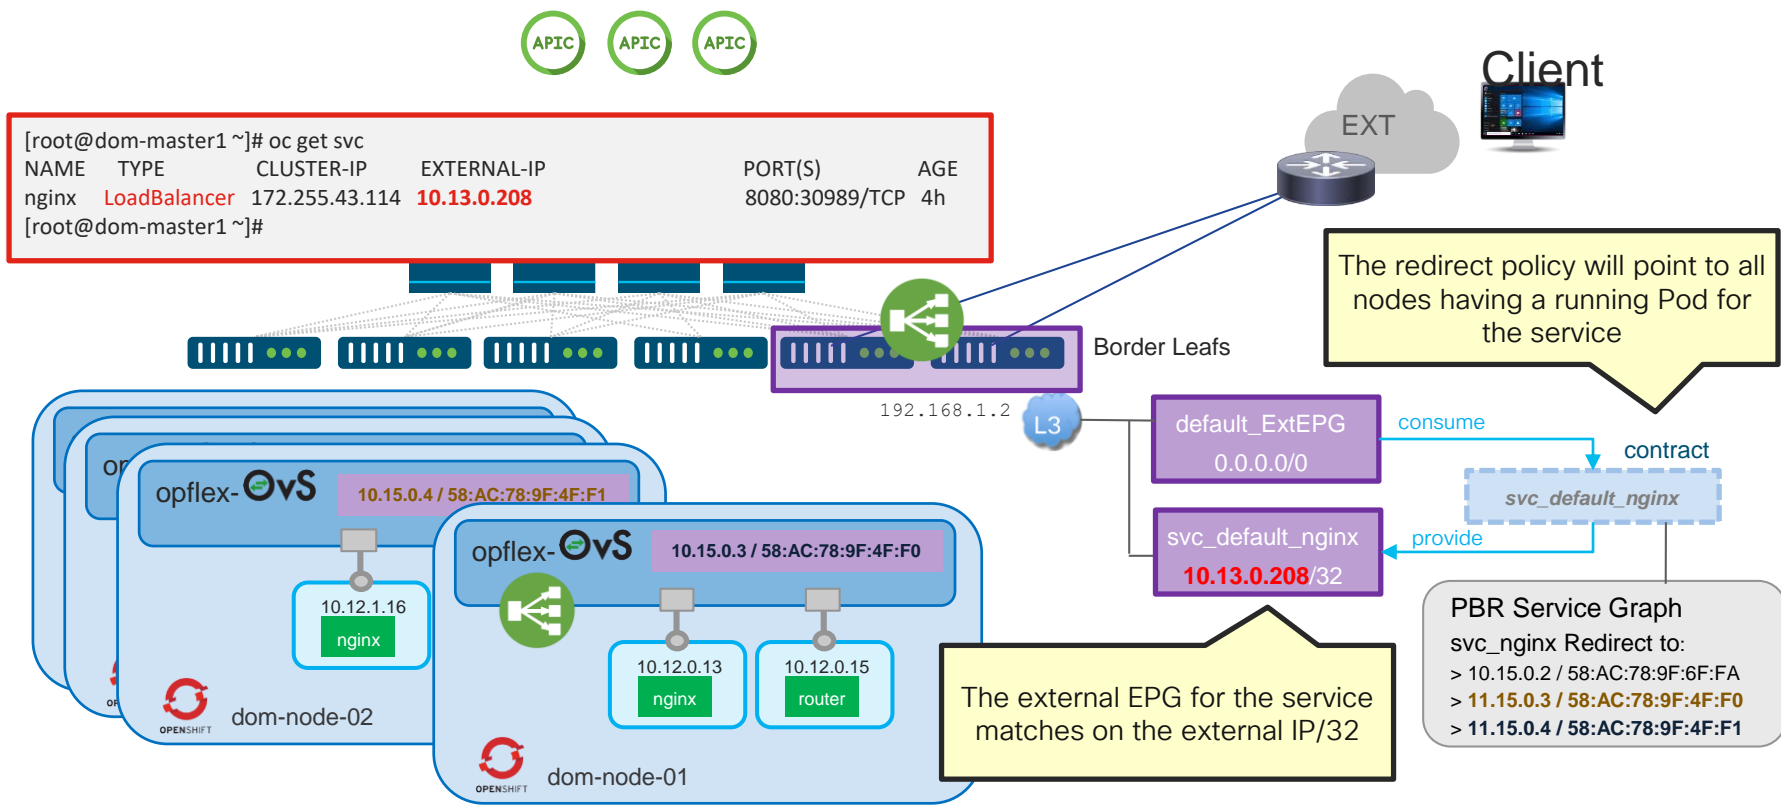 APIC
APIC
APIC
Client
EXT
[root@dom-master1 ~]# oc get svc
NAME TYPE CLUSTER-IP EXTERNAL-IP PORT(S) AGE
nginx LoadBalancer 172.255.43.114 10.13.0.208 8080:30989/TCP 4h
[root@dom-master1 ~]#
The redirect policy will point to all
nodes having a running Pod for
the service
Border Leafs
192.168.1.2
L3
default_ExtEPG
0.0.0.0/0
consume
contract
svc_default_nginx
provide
svc_default_nginx
10.13.0.208/32
op
opflex-OvS
10.15.0.4 / 58:AC:78:9F:4F:F1
10.12.1.16
nginx
OPENSHIFT
dom-node-02
opflex-OvS
10.15.0.3 / 58:AC:78:9F:4F:F0
10.12.0.13
nginx
10.12.0.15
router
OPENSHIFT
dom-node-01
The external EPG for the service
matches on the external IP/32
PBR Service Graph
svc_nginx Redirect to:
> 10.15.0.2 / 58:AC:78:9F:6F:FA
> 11.15.0.3 / 58:AC:78:9F:4F:F0
> 11.15.0.4 / 58:AC:78:9F:4F:F1